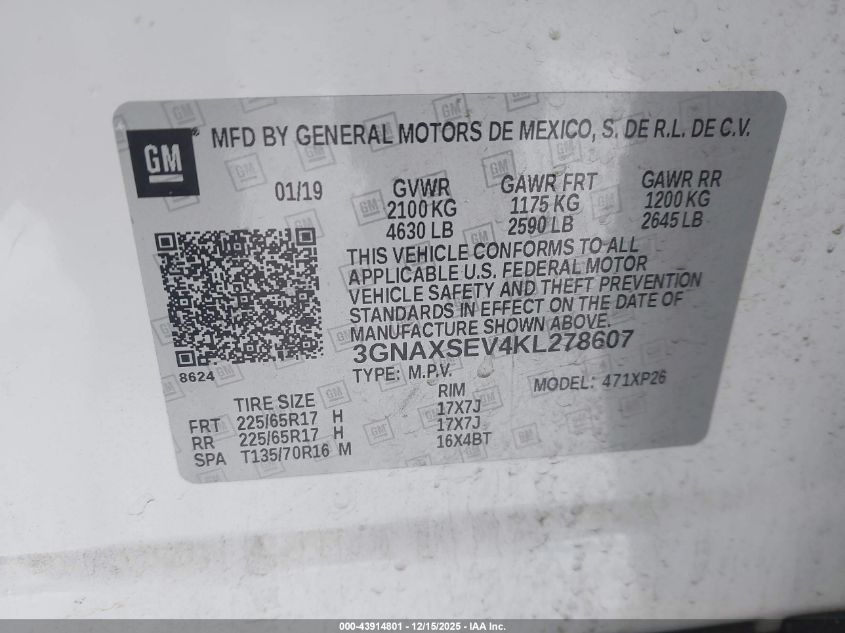 GM
® MFD BY GENERAL MOTORS DE MEXICO, S. DE R.L. DE C.V.
01/19
GVWR GAWR FRT GAWR RR
2100 KG 1175 KG 1200 KG
4630 LB 2590 LB 2645 LB
THIS VEHICLE CONFORMS TO ALL
APPLICABLE U.S. FEDERAL MOTOR
VEHICLE SAFETY AND THEFT PREVENTION
STANDARDS IN EFFECT ON THE DATE OF
MANUFACTURE SHOWN ABOVE.
3GNAXSEV4KL278607
8624
TYPE: M.P.V. MODEL: 471XP26
TIRE SIZE RIM
FRT 225/65R17 H 17X7J
RR 225/65R17 H 17X7J
SPA T135/70R16 M 16X4BT
000-43914801 - 12/15/2025 - IAA Inc.